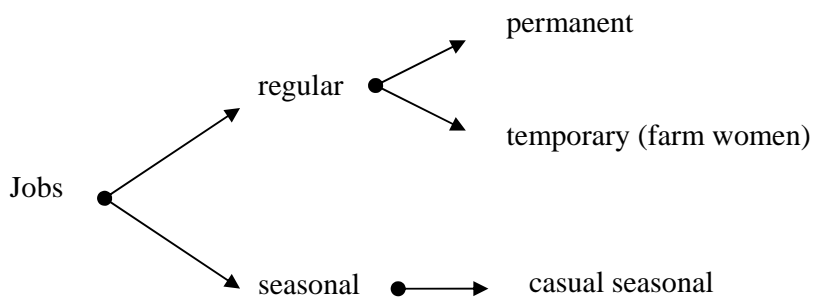 permanent
regular
temporary (farm women)
Jobs
seasonal
casual seasonal